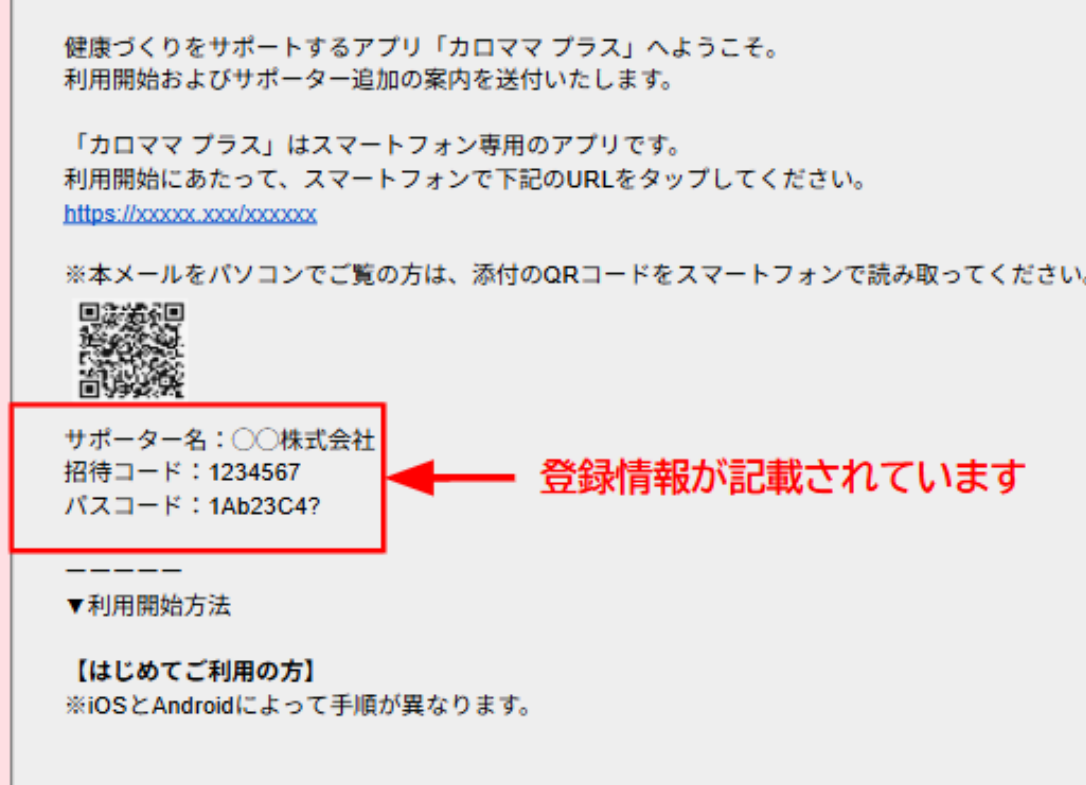 健康づくりをサポートするアプリ「カロママ プラス」へようこそ。
利用開始およびサポーター追加の案内を送付いたします。
「カロママ プラス」はスマートフォン専用のアプリです。
利用開始にあたって、スマートフォンで下記のURLをタップしてください。
https://xxxxx.xxx/xxxxxx
※本メールをパソコンでご覧の方は、添付のQRコードをスマートフォンで読み取ってください。
サポーター名：○○株式会社
招待コード：1234567
パスコード：1Ab23C4?
登録情報が記載されています
ーーーーー
▼利用開始方法
【はじめてご利用の方】
※iOSとAndroidによって手順が異なります。